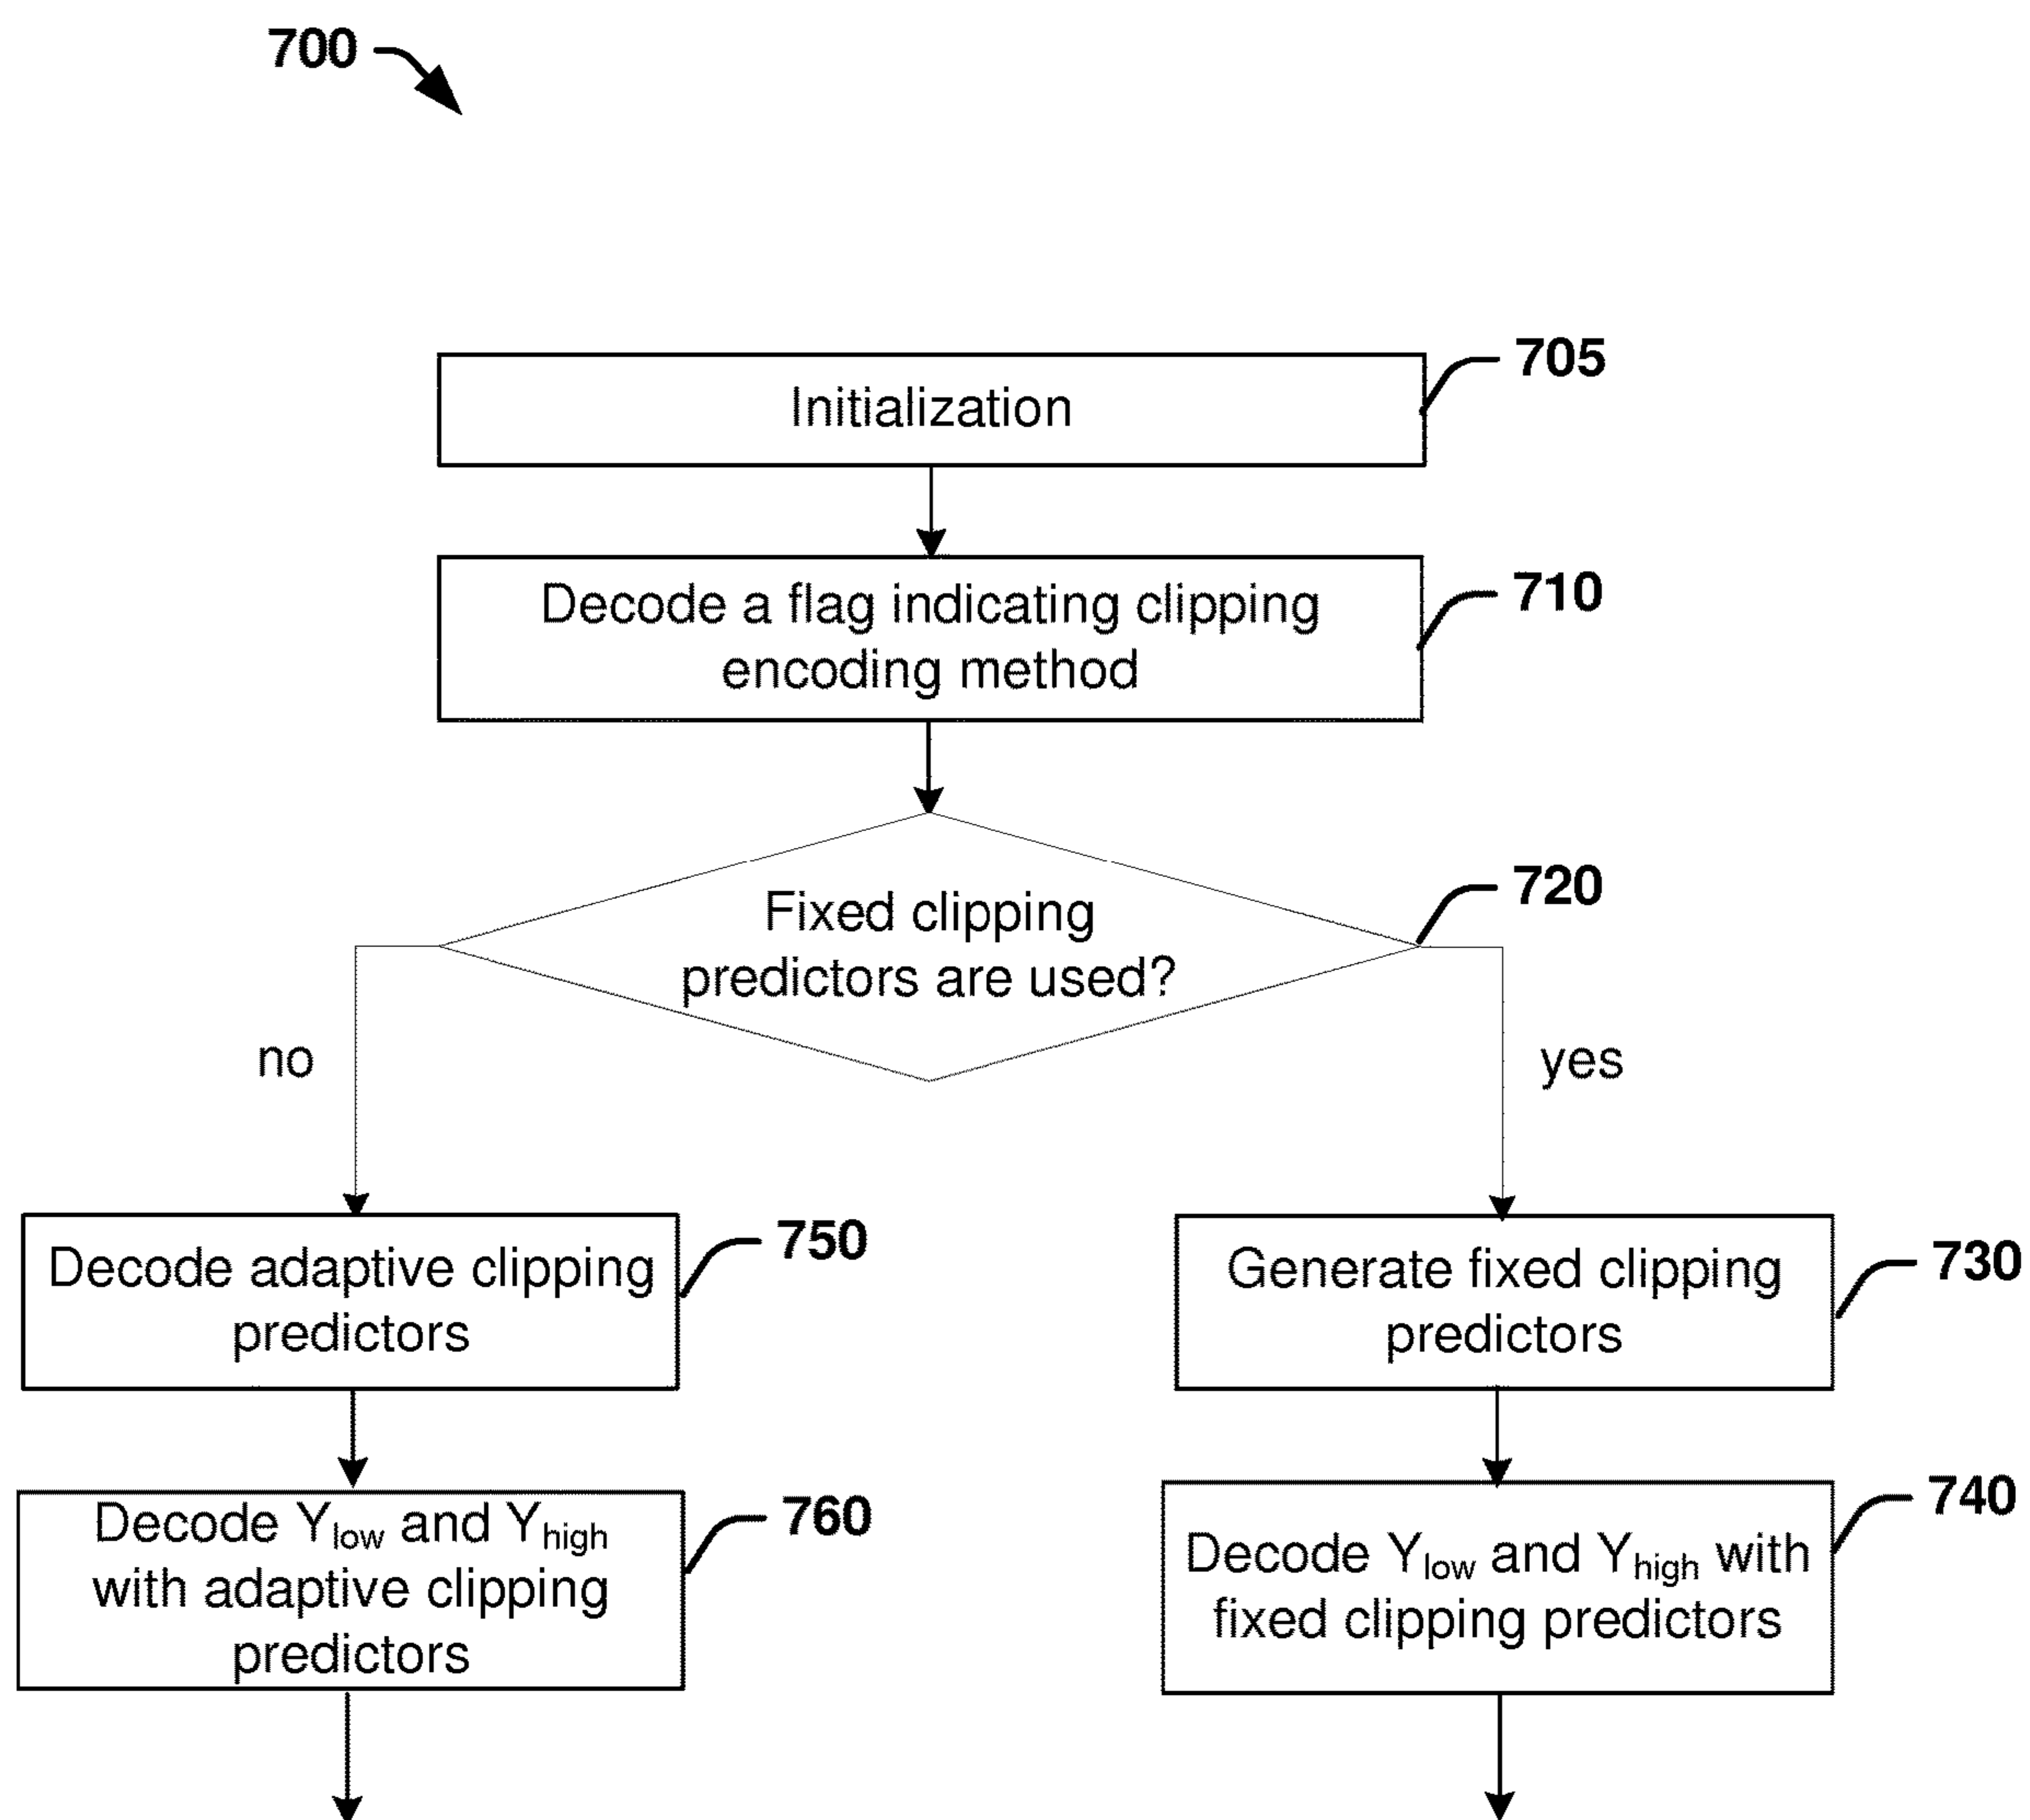 700
Initialization
705
Decode a flag indicating clipping
encoding method
710
Fixed clipping
predictors are used?
720
no
yes
Decode adaptive clipping
predictors
750
Generate fixed clipping
predictors
730
Decode Ylow and Yhigh
with adaptive clipping
predictors
760
Decode Ylow and Yhigh with
fixed clipping predictors
740